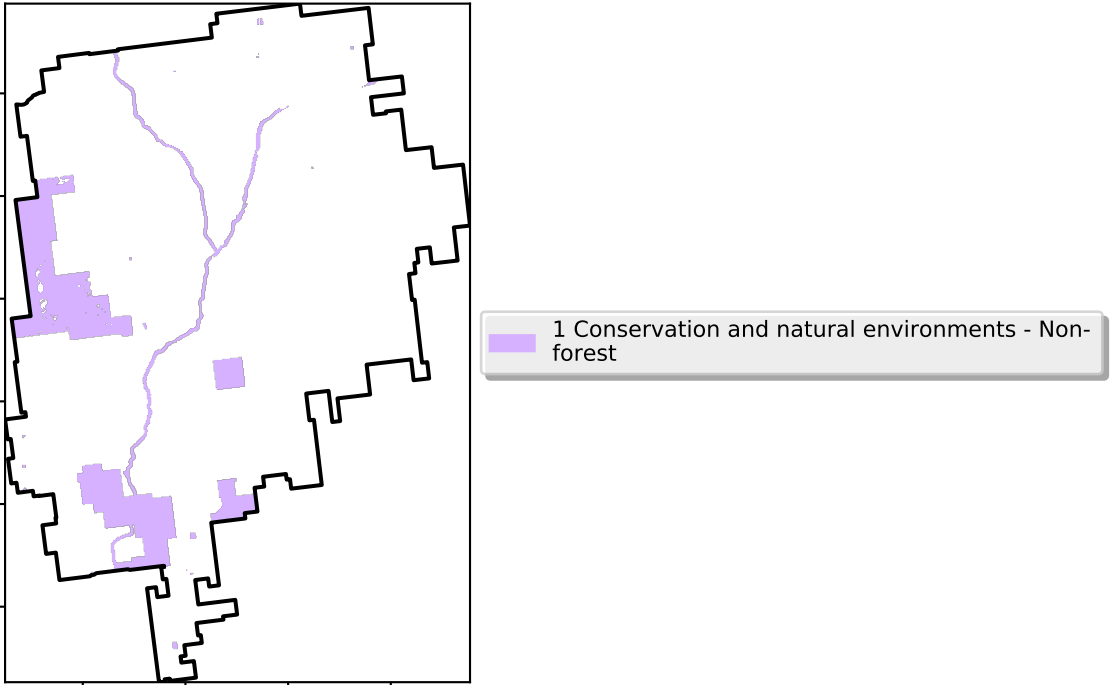 1 Conservation and natural environments - Non-
forest